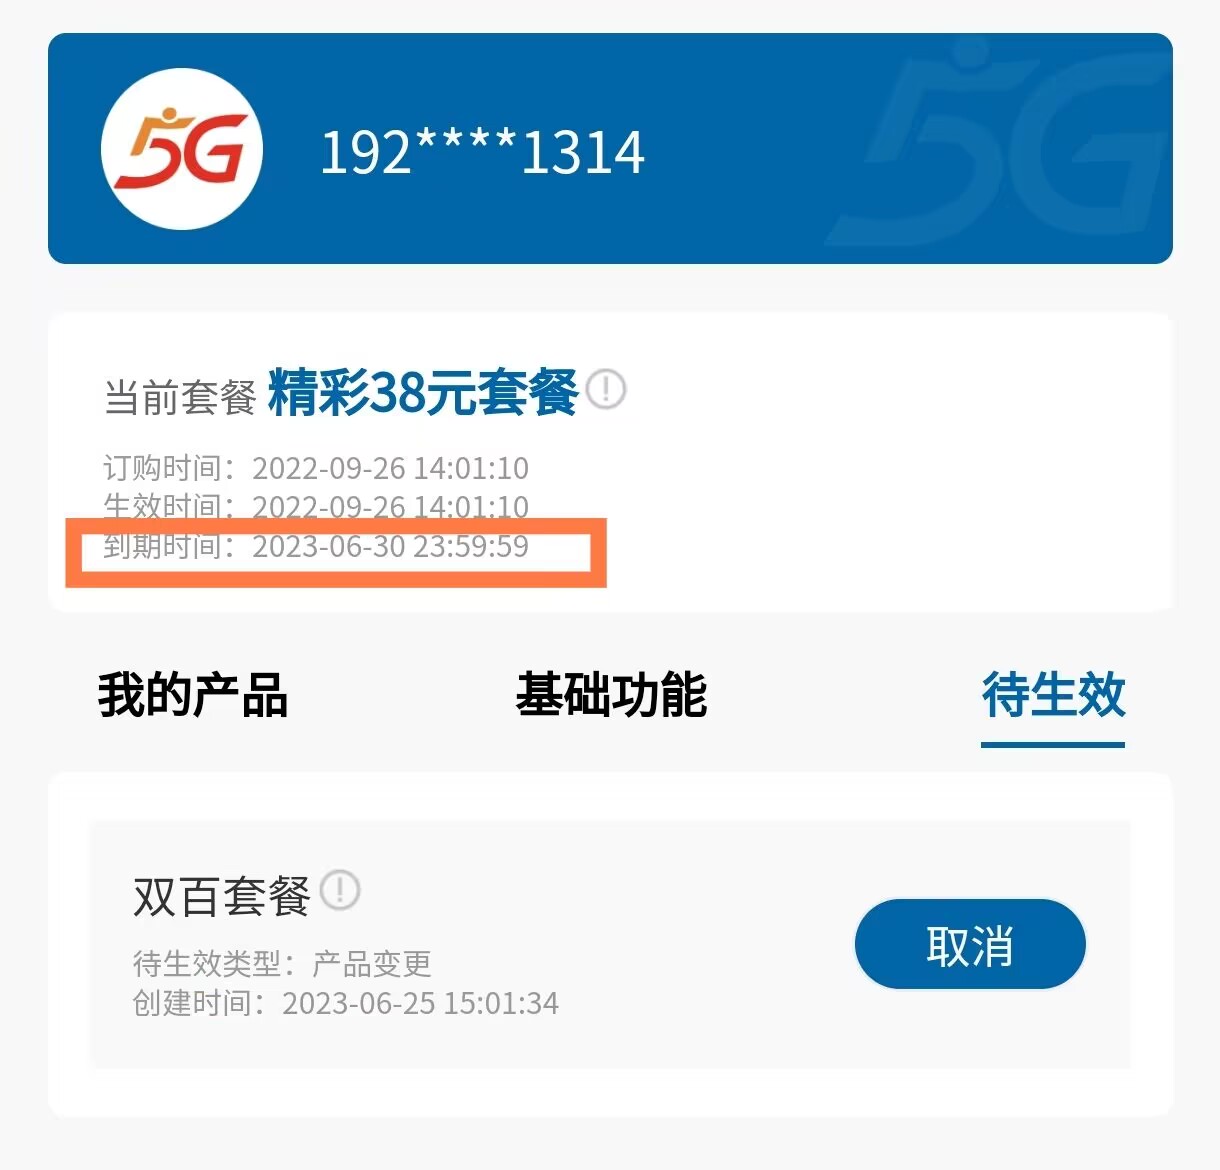 5G
192****1314
当前套餐 精彩38元套餐
订购时间：2022-09-26 14:01:10
生效时间：2022-09-26 14:01:10
到期时间：2023-06-30 23:59:59
我的产品 基础功能 待生效
双百套餐
待生效类型：产品变更
创建时间：2023-06-25 15:01:34
取消